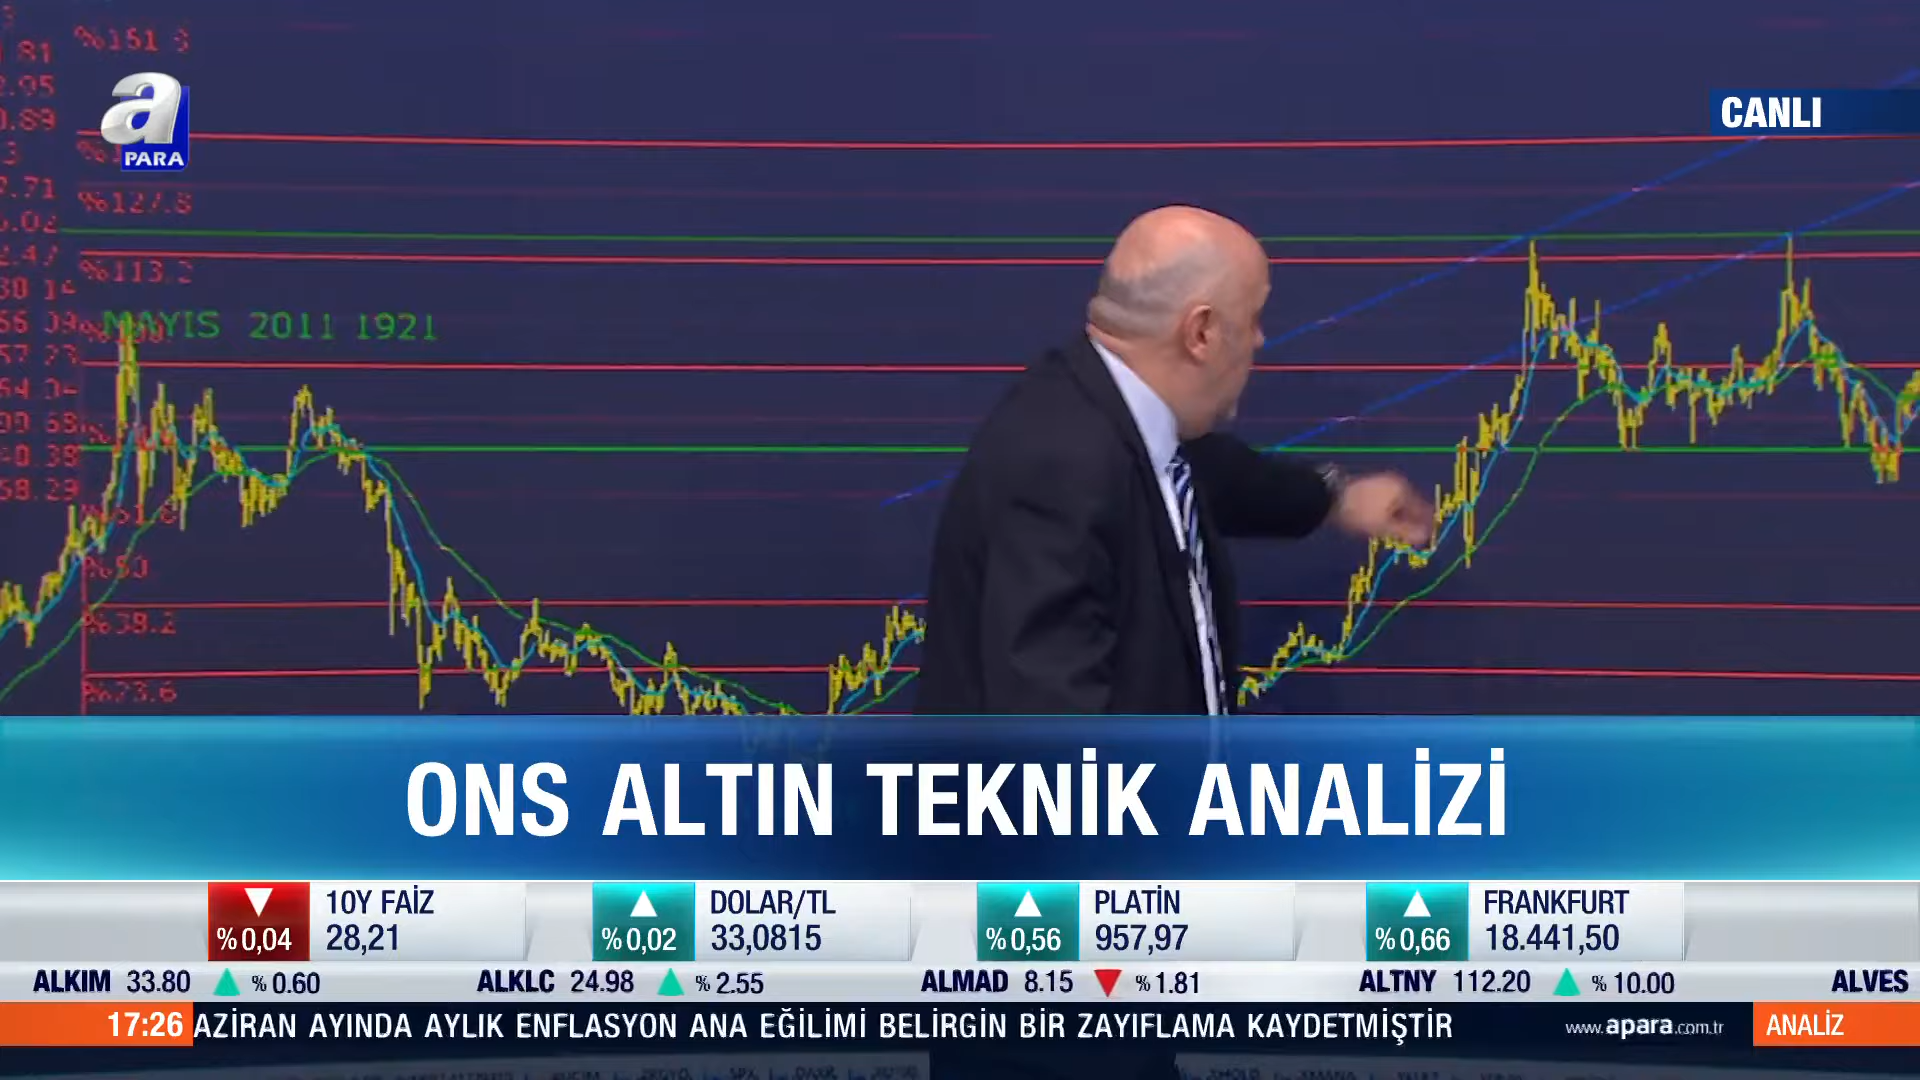 %161.8
a
PARA
CANLI
%127.8
%113.2
MAYIS 2011 1921
%61.8
%50
%38.2
%23.6
ONS ALTIN TEKNİK ANALİZİ
%0,04 10Y FAİZ 28,21
%0,02 DOLAR/TL 33,0815
%0,56 PLATİN 957,97
%0,66 FRANKFURT 18.441,50
ALKIM 33.80 % 0.60 ALKLC 24.98 % 2.55 ALMAD 8.15 % 1.81 ALTNY 112.20 % 10.00 ALVES
17:26 AZİRAN AYINDA AYLIK ENFLASYON ANA EĞİLİMİ BELİRGİN BİR ZAYIFLAMA KAYDETMİŞTİR www.apara.com.tr ANALİZ